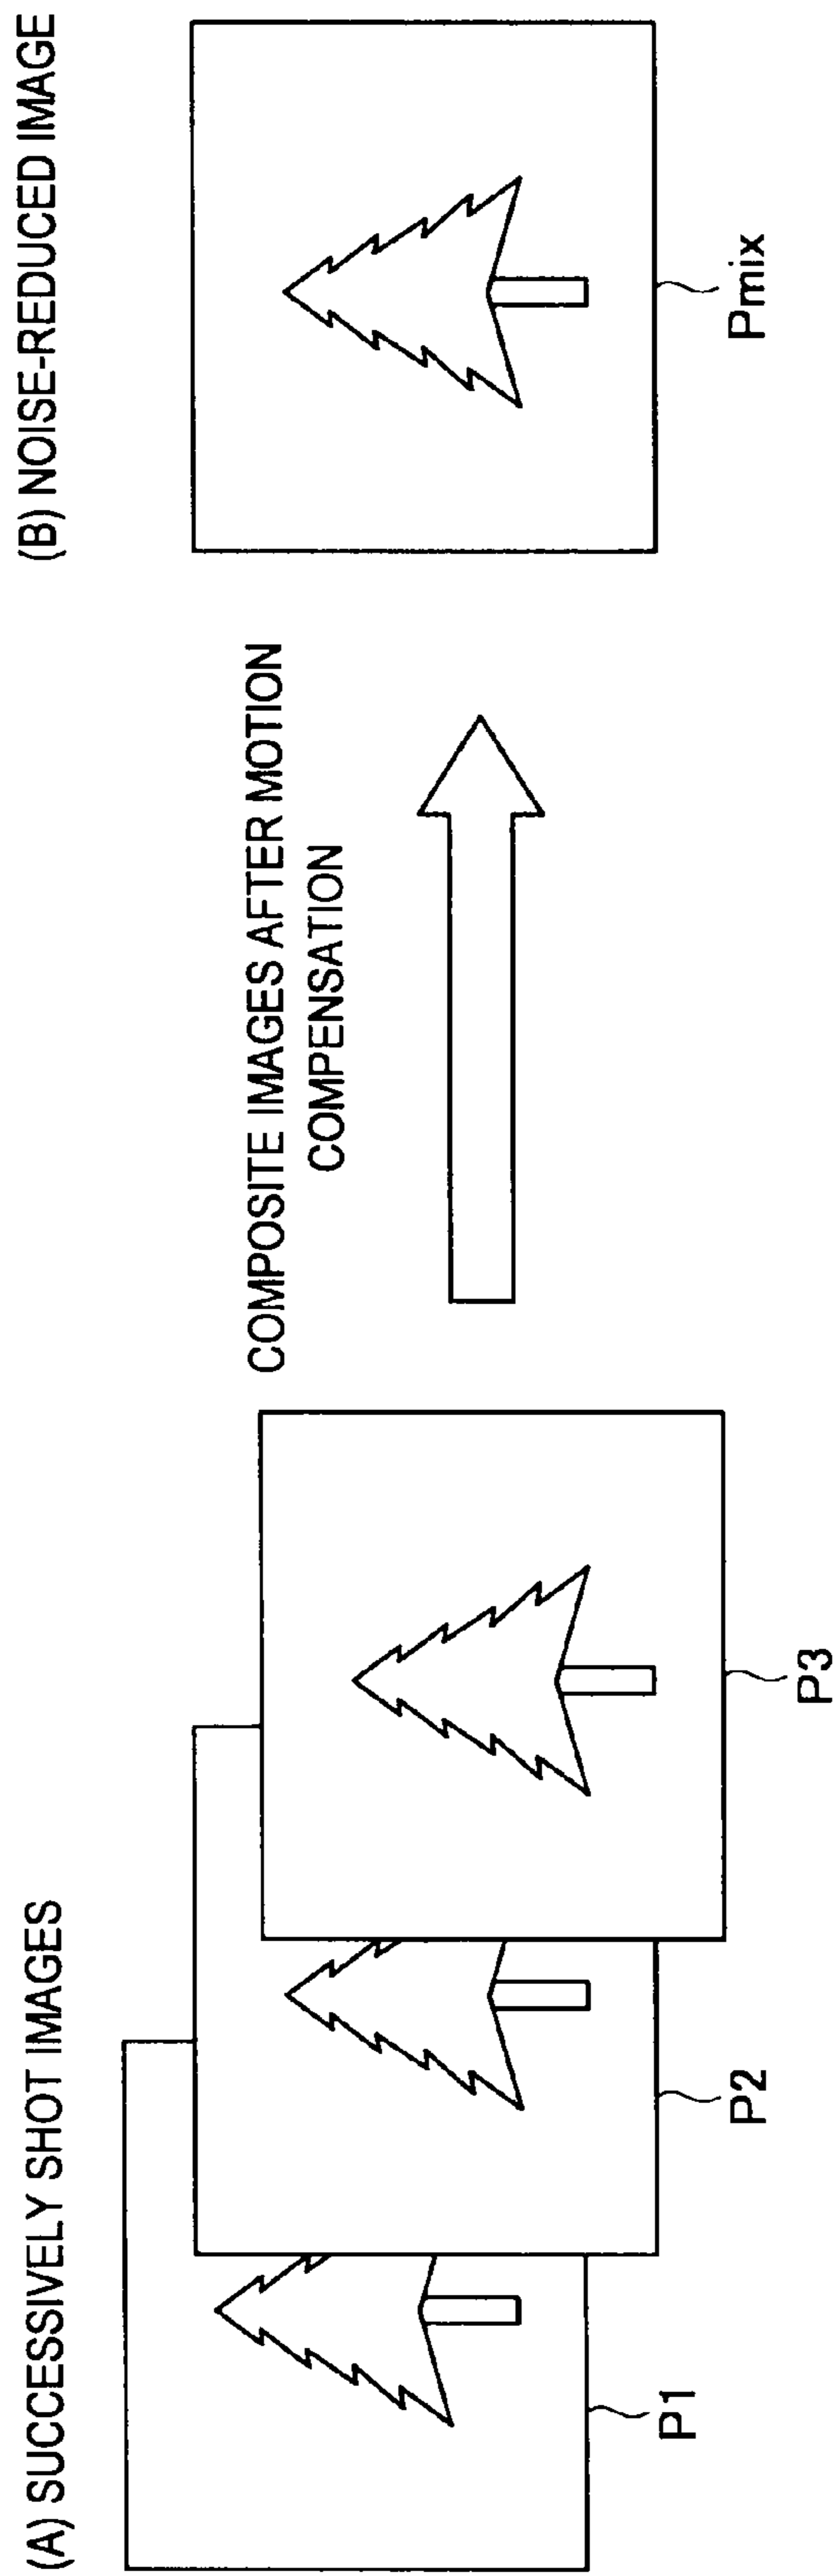 (A) SUCCESSIVELY SHOT IMAGES
P1
P2
P3
COMPOSITE IMAGES AFTER MOTION
COMPENSATION
(B) NOISE-REDUCED IMAGE
Pmix